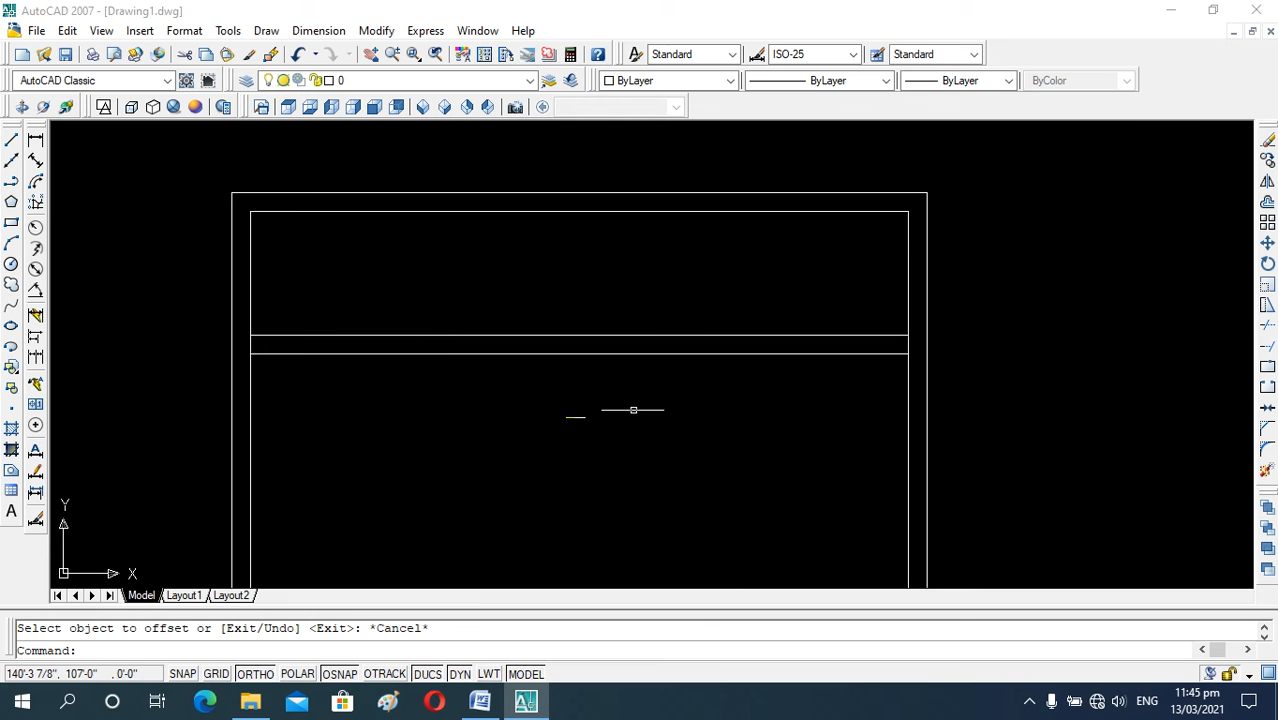 AutoCAD 2007 - [Drawing1.dwg]
File Edit View Insert Format Tools Draw Dimension Modify Express Window Help
Standard ISO-25 Standard
AutoCAD Classic 0 ByLayer ByLayer ByLayer ByColor
Y
X
Model Layout1 Layout2
Select object to offset or [Exit/Undo] <Exit>: *Cancel*
Command:
140'-3 7/8", 107'-0" , 0'-0" SNAP GRID ORTHO POLAR OSNAP OTRACK DUCS DYN LWT MODEL
ENG 11:45 pm
13/03/2021